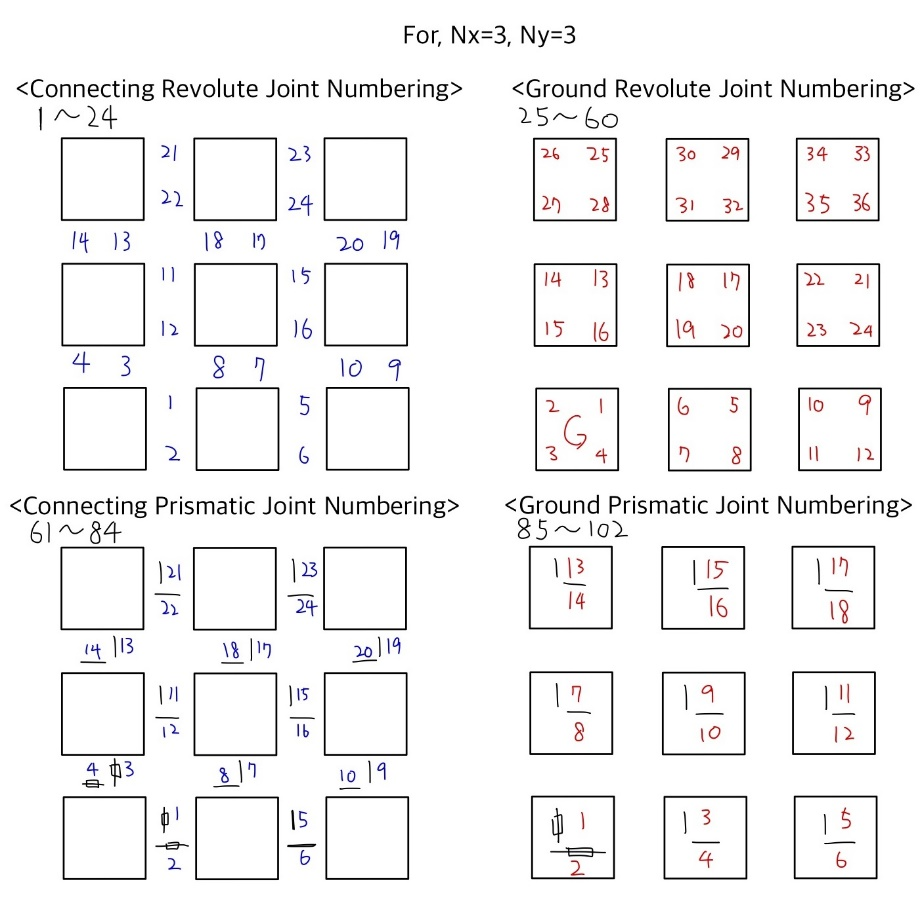 For, Nx=3, Ny=3
<Connecting Revolute Joint Numbering>
1~24
21 23
22 24
14 13 18 17 20 19
11 15
12 16
4 3 8 7 10 9
1 5
2 6
<Ground Revolute Joint Numbering>
25~60
26 25 30 29 34 33
27 28 31 32 35 36
14 13 18 17 22 21
15 16 19 20 23 24
2 1 6 5 10 9
G
3 4 7 8 11 12
<Connecting Prismatic Joint Numbering>
61~84
21 23
22 24
14 13 18 17 20 19
11 15
12 16
4 3 8 7 10 9
1 5
2 6
<Ground Prismatic Joint Numbering>
85~102
13 15 17
14 16 18
7 9 11
8 10 12
1 3 5
2 4 6